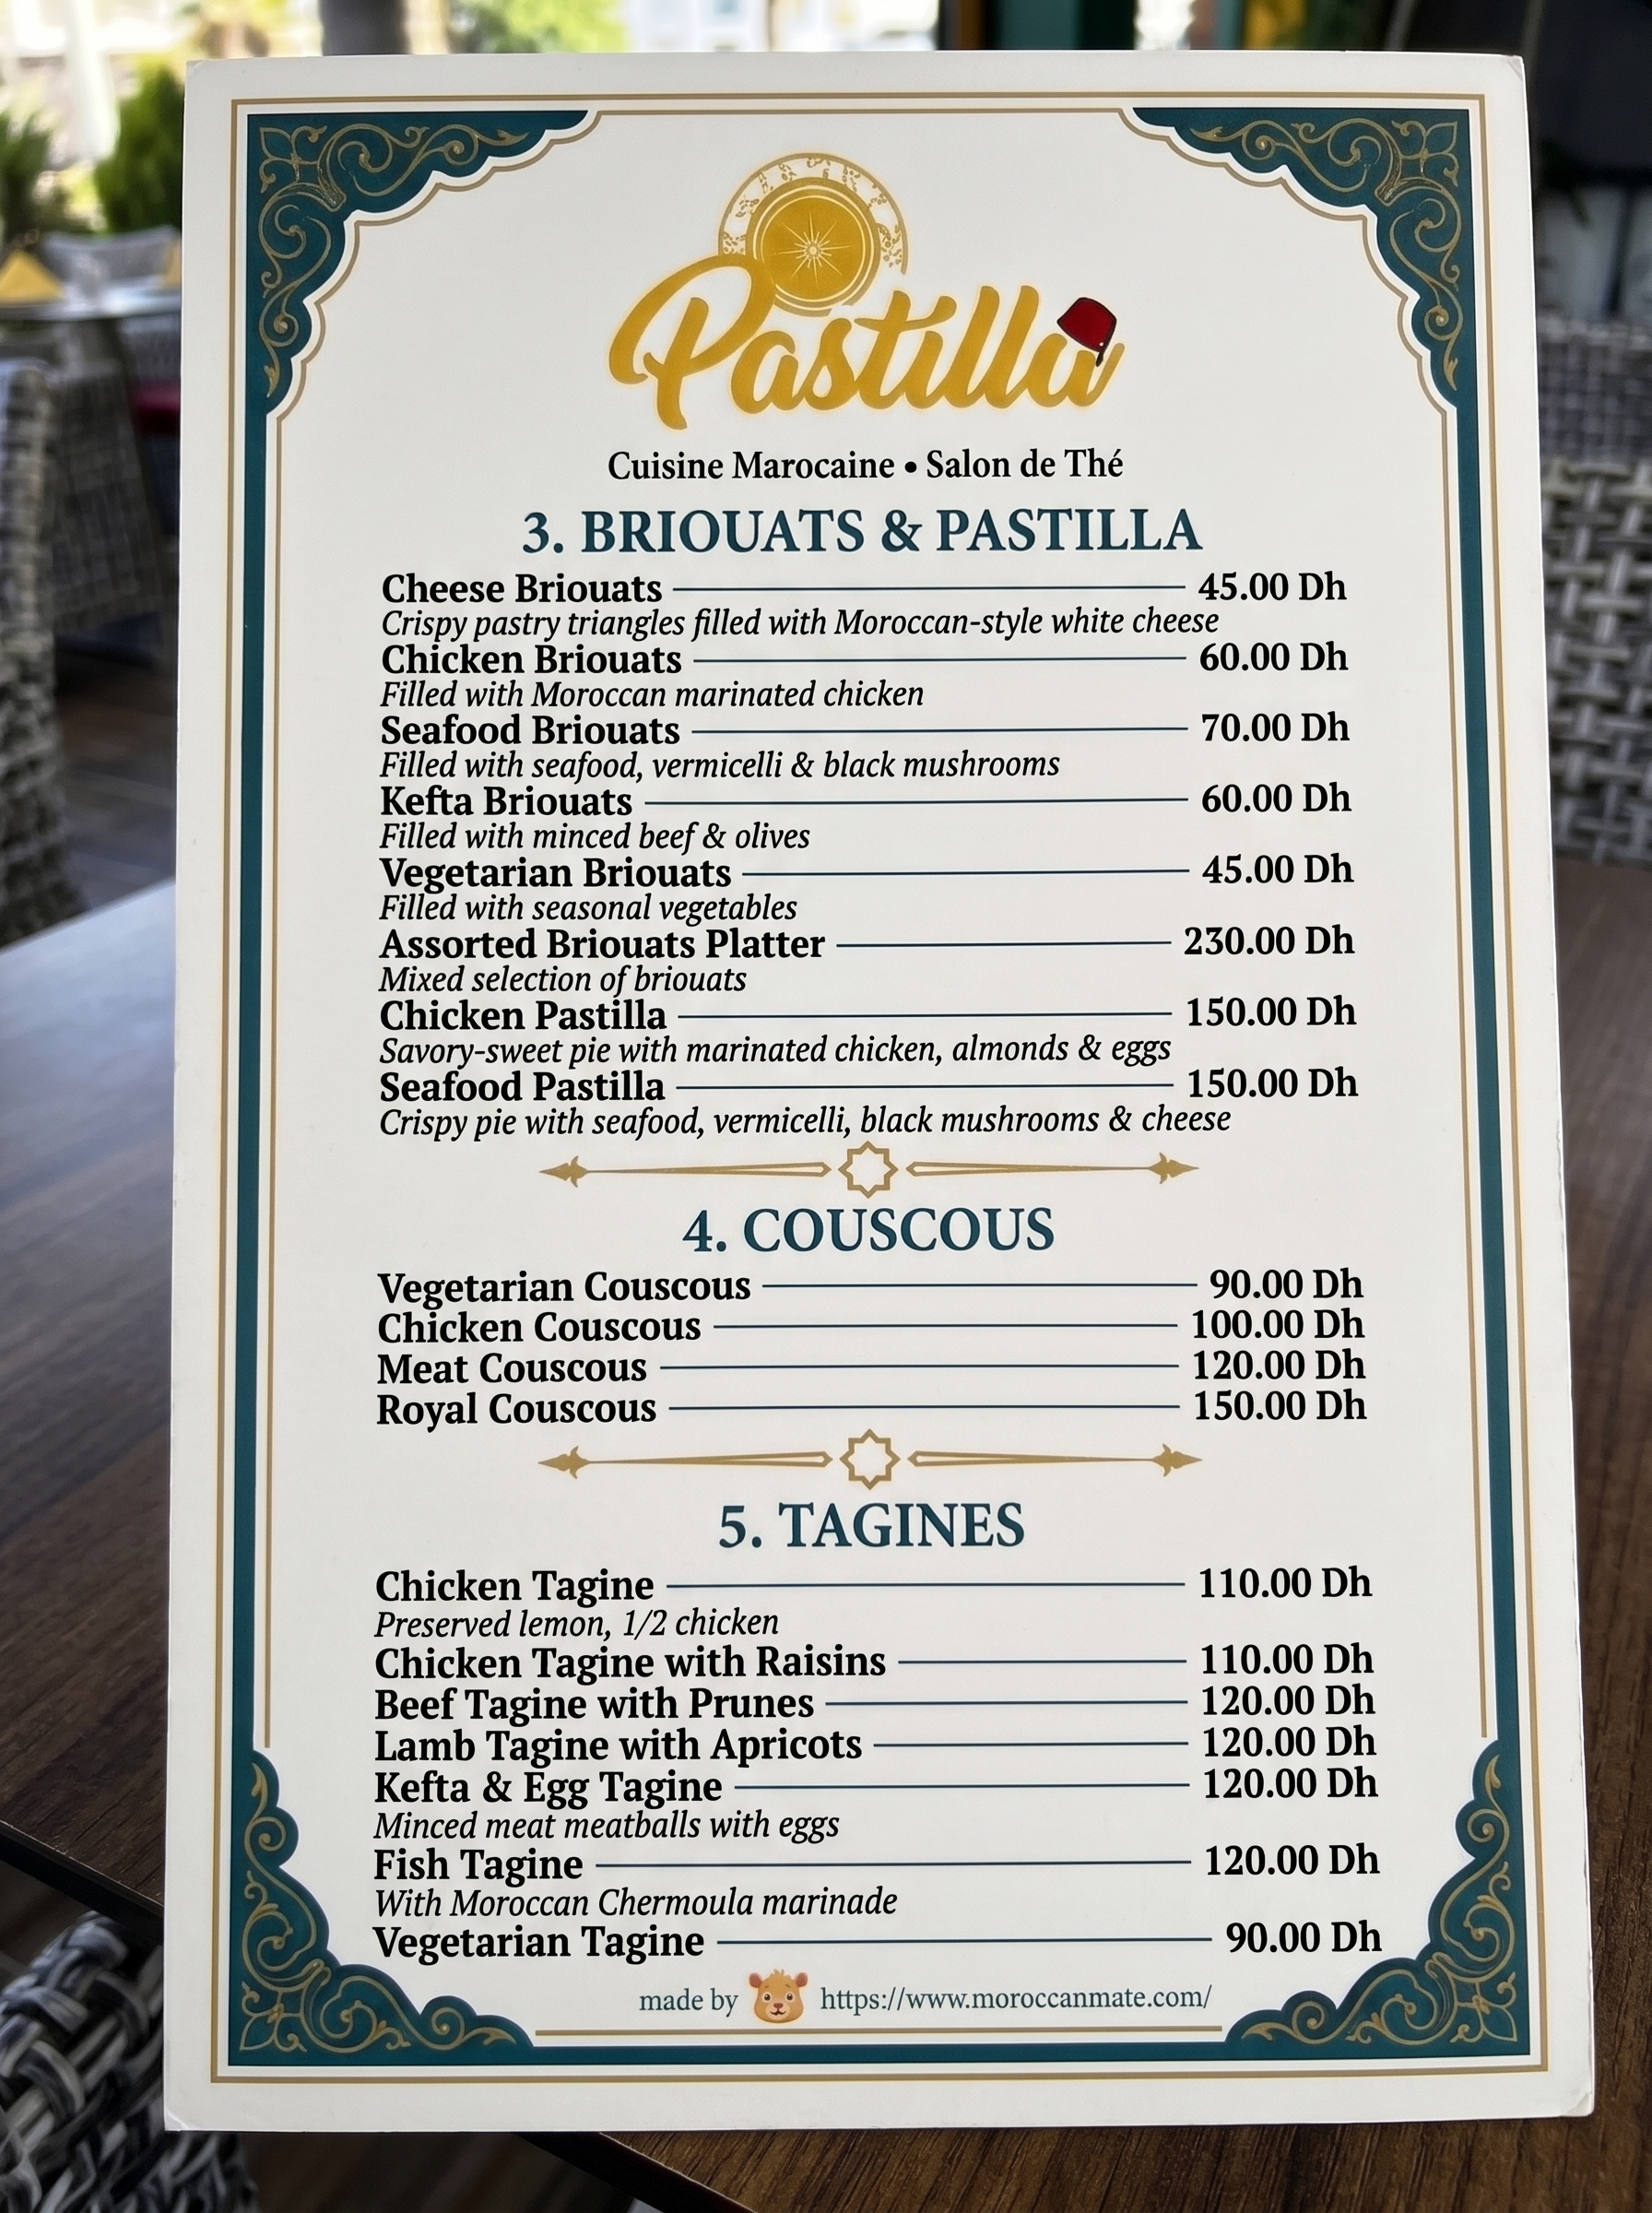 Pastilla
Cuisine Marocaine • Salon de Thé
3. BRIOUATS & PASTILLA
Cheese Briouats 45.00 Dh
Crispy pastry triangles filled with Moroccan-style white cheese
Chicken Briouats 60.00 Dh
Filled with Moroccan marinated chicken
Seafood Briouats 70.00 Dh
Filled with seafood, vermicelli & black mushrooms
Kefta Briouats 60.00 Dh
Filled with minced beef & olives
Vegetarian Briouats 45.00 Dh
Filled with seasonal vegetables
Assorted Briouats Platter 230.00 Dh
Mixed selection of briouats
Chicken Pastilla 150.00 Dh
Savory-sweet pie with marinated chicken, almonds & eggs
Seafood Pastilla 150.00 Dh
Crispy pie with seafood, vermicelli, black mushrooms & cheese
4. COUSCOUS
Vegetarian Couscous 90.00 Dh
Chicken Couscous 100.00 Dh
Meat Couscous 120.00 Dh
Royal Couscous 150.00 Dh
5. TAGINES
Chicken Tagine 110.00 Dh
Preserved lemon, 1/2 chicken
Chicken Tagine with Raisins 110.00 Dh
Beef Tagine with Prunes 120.00 Dh
Lamb Tagine with Apricots 120.00 Dh
Kefta & Egg Tagine 120.00 Dh
Minced meat meatballs with eggs
Fish Tagine 120.00 Dh
With Moroccan Chermoula marinade
Vegetarian Tagine 90.00 Dh
made by https://www.moroccanmate.com/